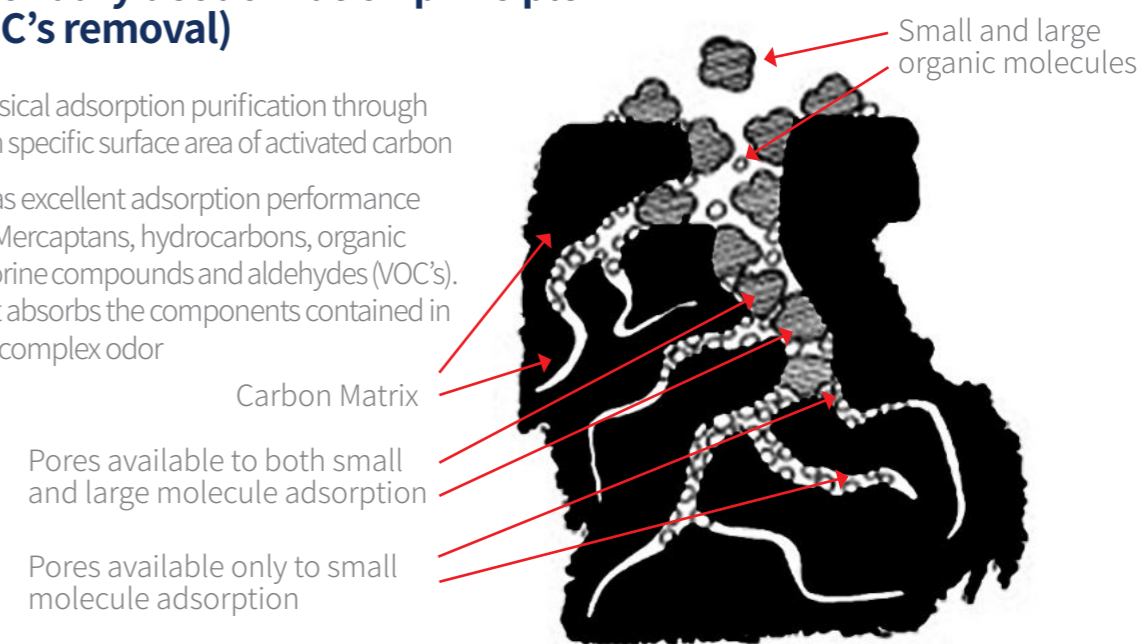 C’s removal)
Small and large
organic molecules
sical adsorption purification through
specific surface area of activated carbon
as excellent adsorption performance
Mercaptans, hydrocarbons, organic
rine compounds and aldehydes (VOC’s).
t absorbs the components contained in
complex odor
Carbon Matrix
Pores available to both small
and large molecule adsorption
Pores available only to small
molecule adsorption